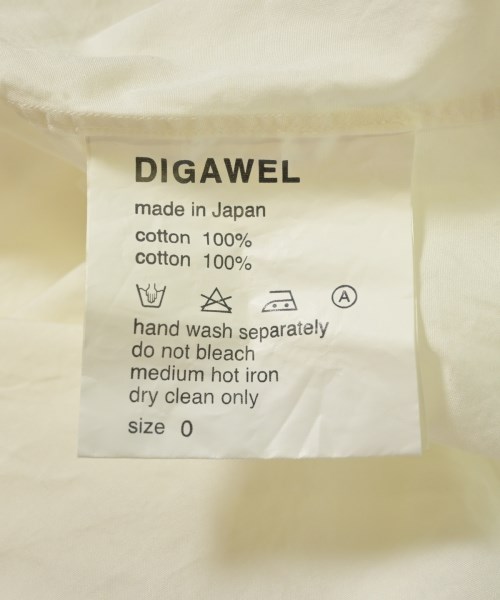 DIGAWEL
made in Japan
cotton 100%
cotton 100%
A
hand wash separately
do not bleach
medium hot iron
dry clean only
size 0